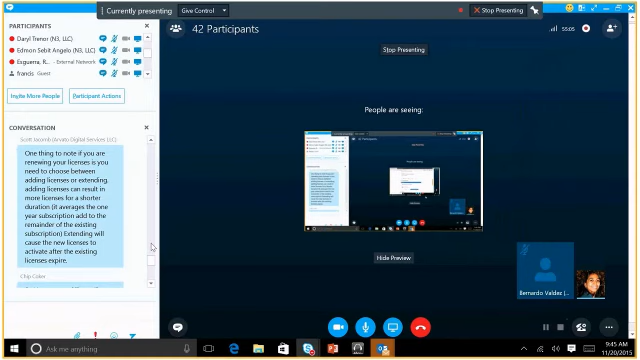 Currently presenting
Give Control
Stop Presenting
PARTICIPANTS
Daryl Trenor (N3, LLC)
Edmon Sebit Angelo (N3, LLC)
Esguerra, R... - External Network
francis Guest
Invite More People
Participant Actions
CONVERSATION
Scott Jacomb (Arvato Digital Services LLC)
One thing to note if you are
renewing your licenses is you
need to choose between
adding licenses or extending.
adding licenses can result in
more licenses for a shorter
duration (it averages the one
year subscription add to the
remainder of the existing
subscription) Extending will
cause the new licenses to
activate after the existing
licenses expire.
Chip Coker
42 Participants
55:05
Stop Presenting
People are seeing:
Hide Preview
Bernardo Valdez (...
Ask me anything
9:45 AM
11/20/2015